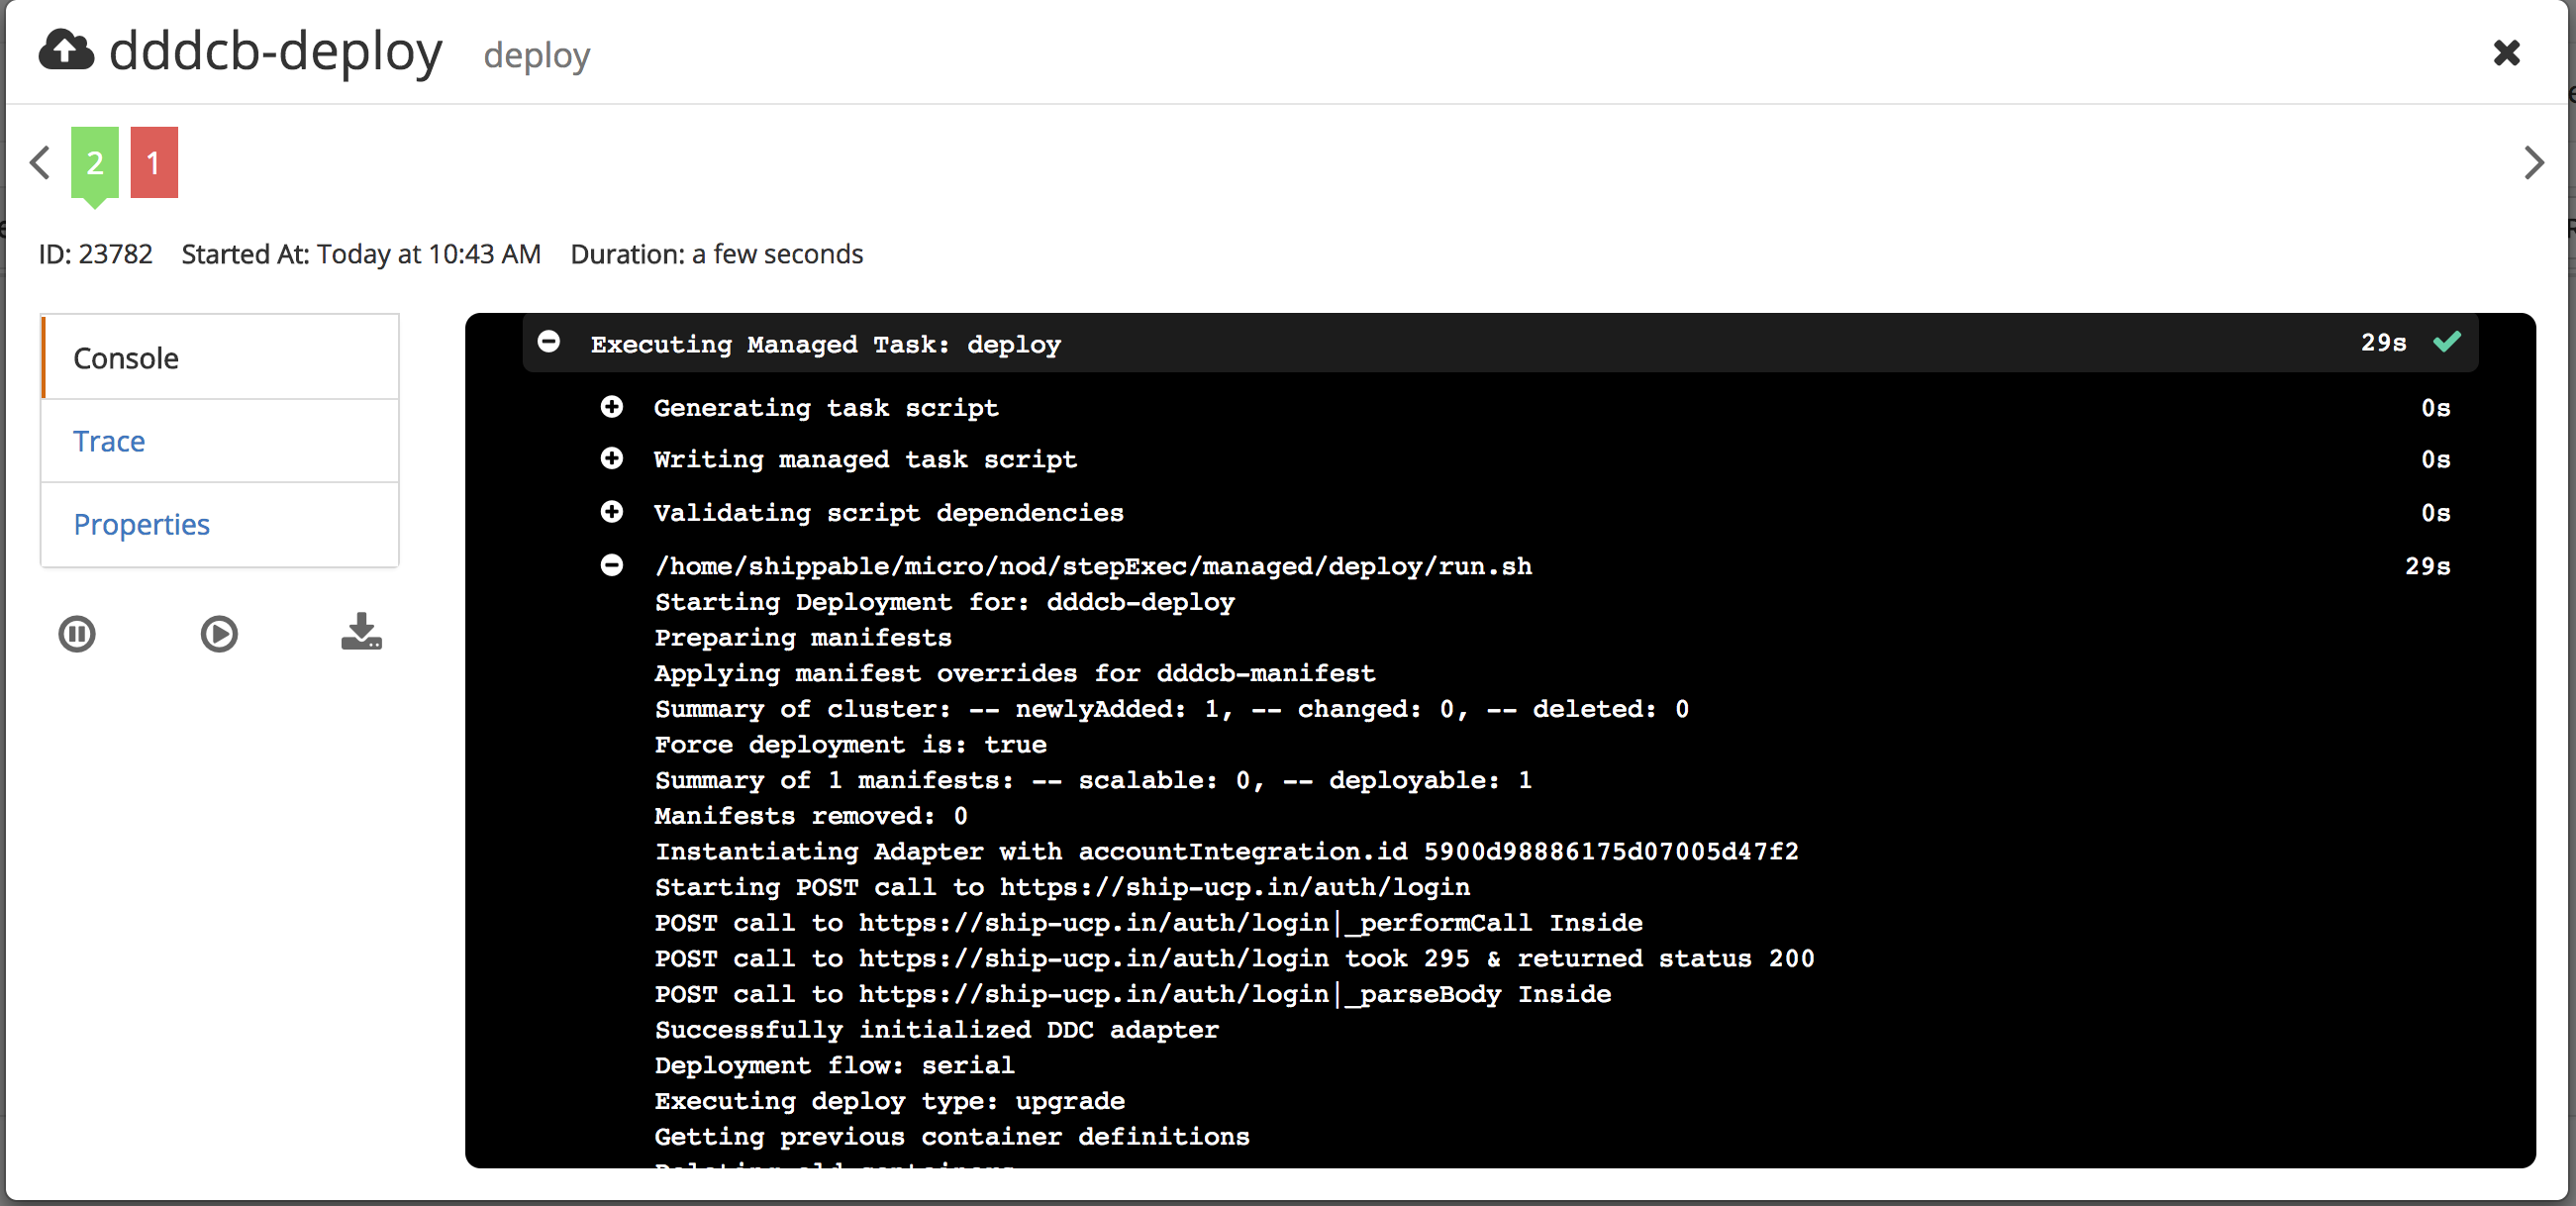 dddcb-deploy deploy
2 1
ID: 23782 Started At: Today at 10:43 AM Duration: a few seconds
Console
Trace
Properties
Executing Managed Task: deploy 29s
Generating task script 0s
Writing managed task script 0s
Validating script dependencies 0s
/home/shippable/micro/nod/stepExec/managed/deploy/run.sh 29s
Starting Deployment for: dddcb-deploy
Preparing manifests
Applying manifest overrides for dddcb-manifest
Summary of cluster: -- newlyAdded: 1, -- changed: 0, -- deleted: 0
Force deployment is: true
Summary of 1 manifests: -- scalable: 0, -- deployable: 1
Manifests removed: 0
Instantiating Adapter with accountIntegration.id 5900d98886175d07005d47f2
Starting POST call to https://ship-ucp.in/auth/login
POST call to https://ship-ucp.in/auth/login|_performCall Inside
POST call to https://ship-ucp.in/auth/login took 295 & returned status 200
POST call to https://ship-ucp.in/auth/login|_parseBody Inside
Successfully initialized DDC adapter
Deployment flow: serial
Executing deploy type: upgrade
Getting previous container definitions